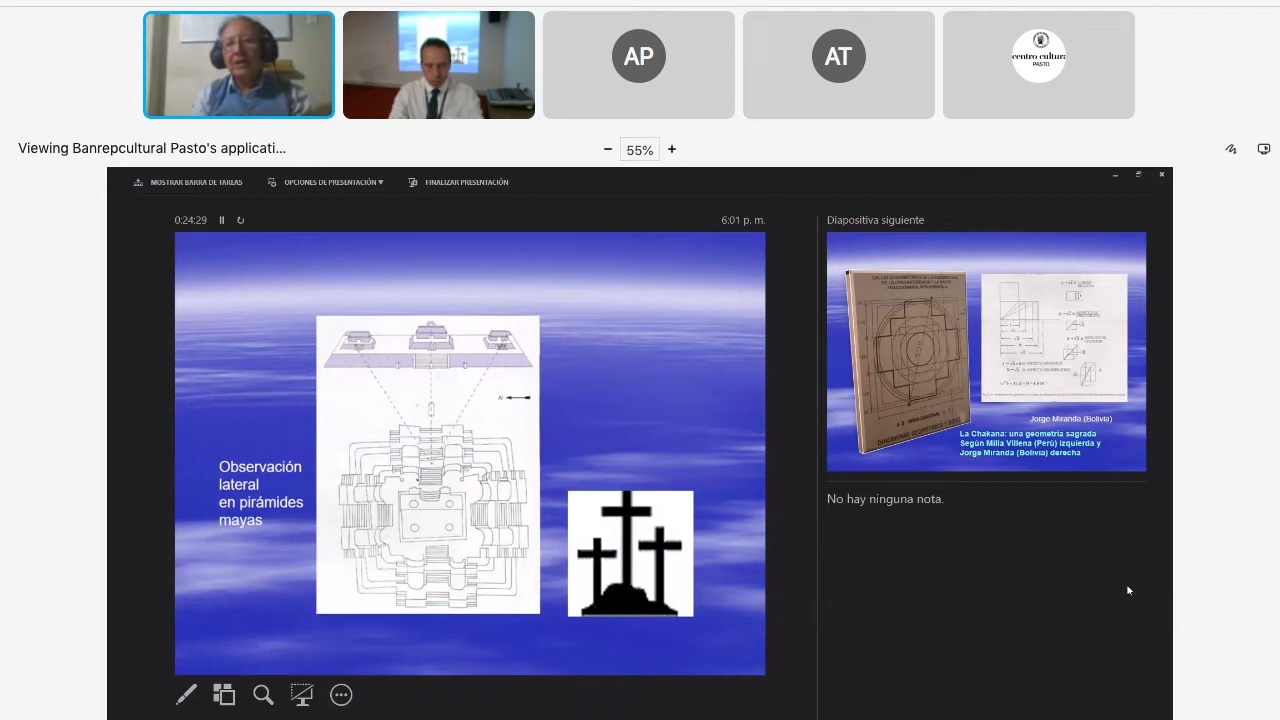 AP
AT
centro cultura
PASTO
Viewing Banrepcultural Pasto's applicati...
− 55% +
MOSTRAR BARRA DE TAREAS
OPCIONES DE PRESENTACIÓN ▼
FINALIZAR PRESENTACIÓN
0:24:29
6:01 p. m.
Observación
lateral
en pirámides
mayas
N
Diapositiva siguiente
Jorge Miranda (Bolivia)
La Chakana: una geometría sagrada
Según Milla Villena (Perú) izquierda y
Jorge Miranda (Bolivia) derecha
No hay ninguna nota.